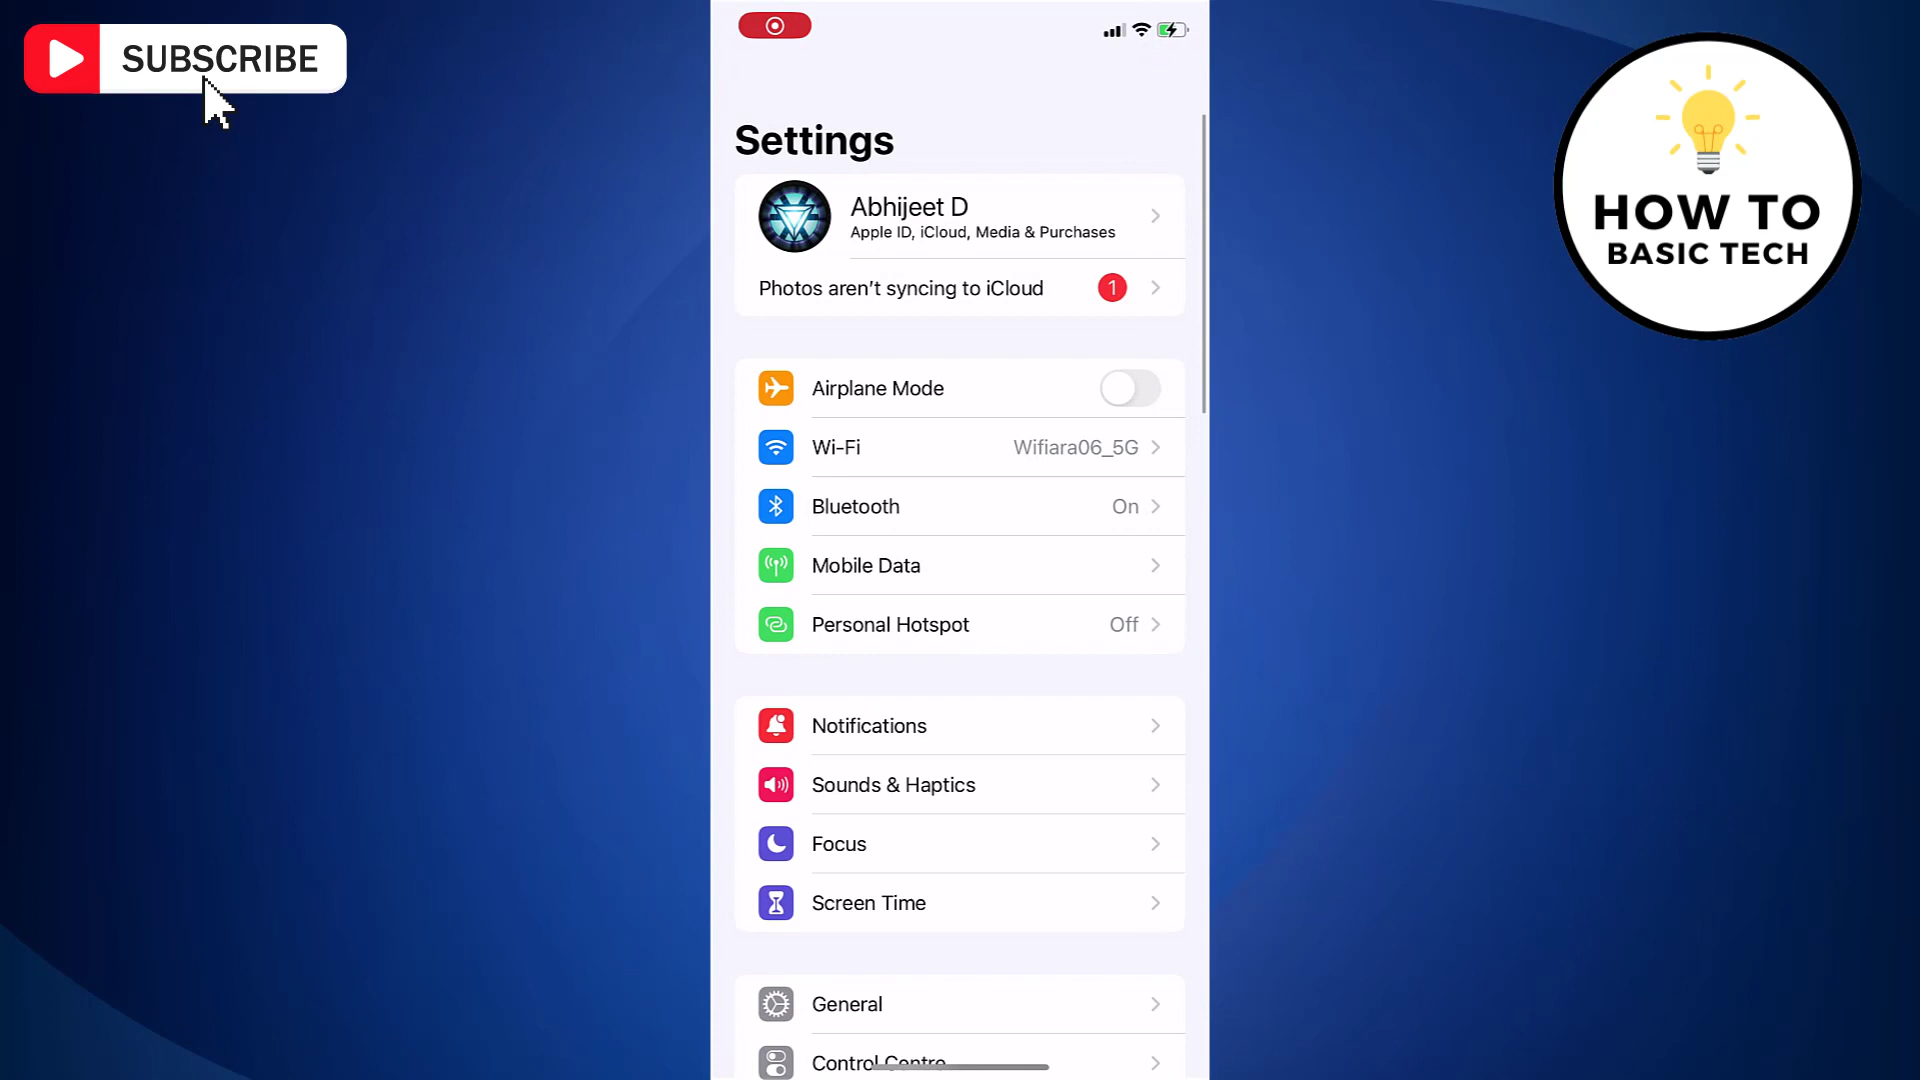 SUBSCRIBE
HOW TO
BASIC TECH
Settings
Abhijeet D
Apple ID, iCloud, Media & Purchases
Photos aren't syncing to iCloud 1
Airplane Mode
Wi-Fi Wifiara06_5G
Bluetooth On
Mobile Data
Personal Hotspot Off
Notifications
Sounds & Haptics
Focus
Screen Time
General
Control Centre